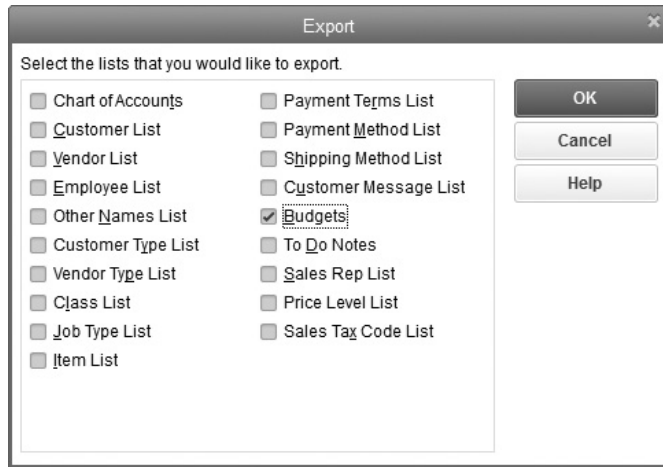 Export
Select the lists that you would like to export.
Chart of Accounts
Customer List
Vendor List
Employee List
Other Names List
Customer Type List
Vendor Type List
Class List
Job Type List
Item List
Payment Terms List
Payment Method List
Shipping Method List
Customer Message List
Budgets
To Do Notes
Sales Rep List
Price Level List
Sales Tax Code List
OK
Cancel
Help